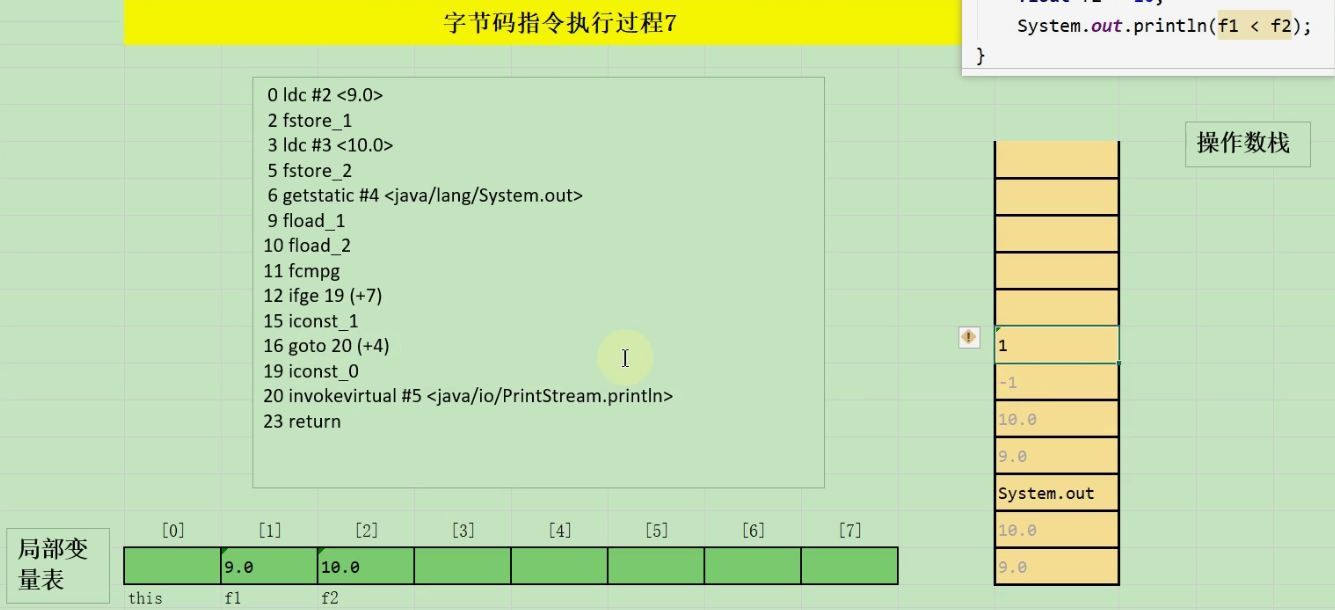 字节码指令执行过程7
System.out.println(f1 < f2);
}
0 ldc #2 <9.0>
2 fstore_1
3 ldc #3 <10.0>
5 fstore_2
6 getstatic #4 <java/lang/System.out>
9 fload_1
10 fload_2
11 fcmpg
12 ifge 19 (+7)
15 iconst_1
16 goto 20 (+4)
19 iconst_0
20 invokevirtual #5 <java/io/PrintStream.println>
23 return
操作数栈
1
-1
10.0
9.0
System.out
10.0
9.0
局部变
量表
[0] [1] [2] [3] [4] [5] [6] [7]
9.0 10.0
this f1 f2